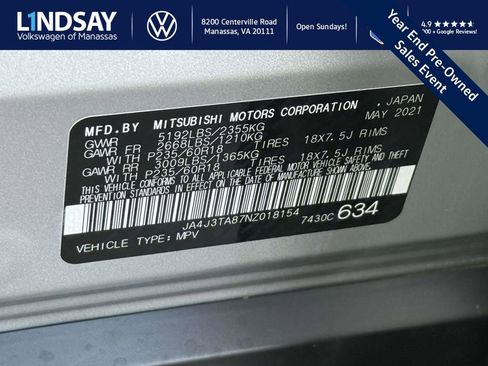 LINDSAY
Volkswagen of Manassas
8200 Centerville Road
Manassas, VA 20111
Open Sundays!
4.9
Year End Pre-Owned
Sales Event
MFD.BY MITSUBISHI MOTORS CORPORATION, JAPAN
GVWR 5192LBS/2355KG MAY 2021
GAWR FR 2668LBS/1210KG
WITH P235/60R18 TIRES 18X7.5J RIMS
GAWR RR 3009LBS/1365KG
WITH P235/60R18 TIRES 18X7.5J RIMS
THIS VEHICLE CONFORMS TO ALL APPLICABLE FEDERAL MOTOR VEHICLE SAFETY AND
THEFT PREVENTION STANDARDS IN EFFECT ON THE DATE OF MANUFACTURE SHOWN ABOVE.
JA4J3TA87NZ018154 7430C 634
VEHICLE TYPE:MPV